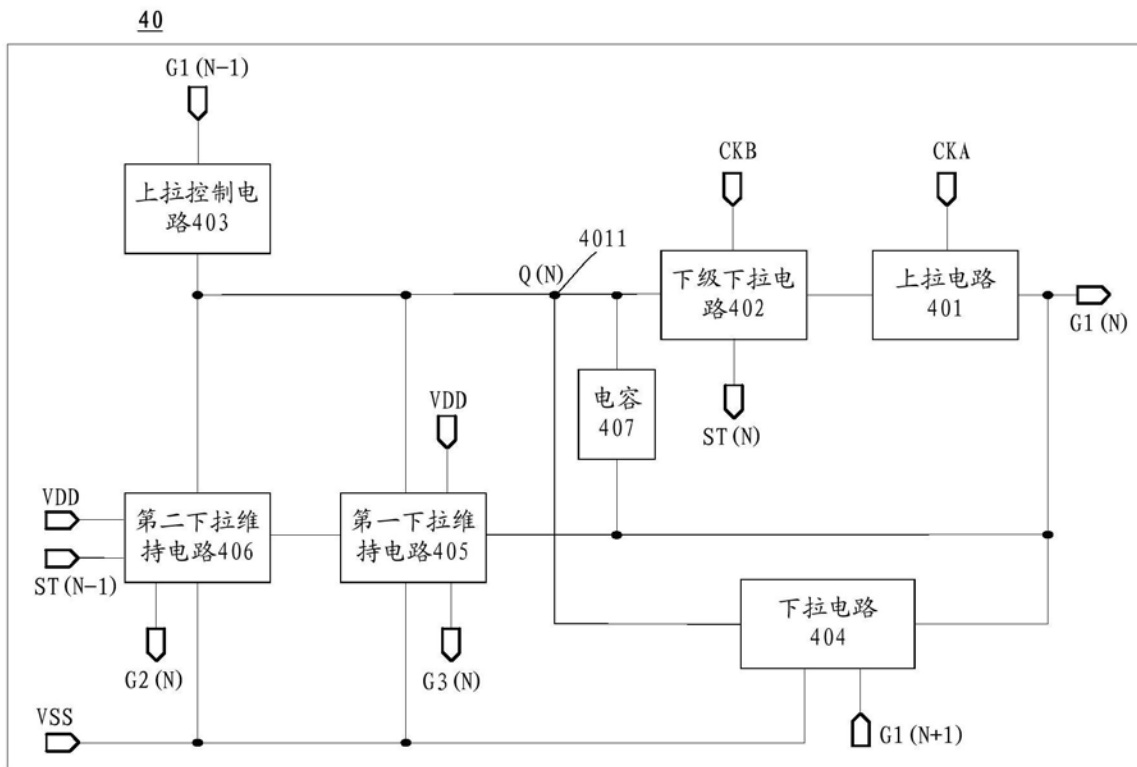 40
G1(N-1)
CKB
CKA
上拉控制电
路403
4011
Q(N)
下级下拉电
路402
上拉电路
401
G1(N)
电容
407
VDD
ST(N)
VDD
ST(N-1)
第二下拉维
持电路406
第一下拉维
持电路405
下拉电路
404
G2(N)
G3(N)
VSS
G1(N+1)